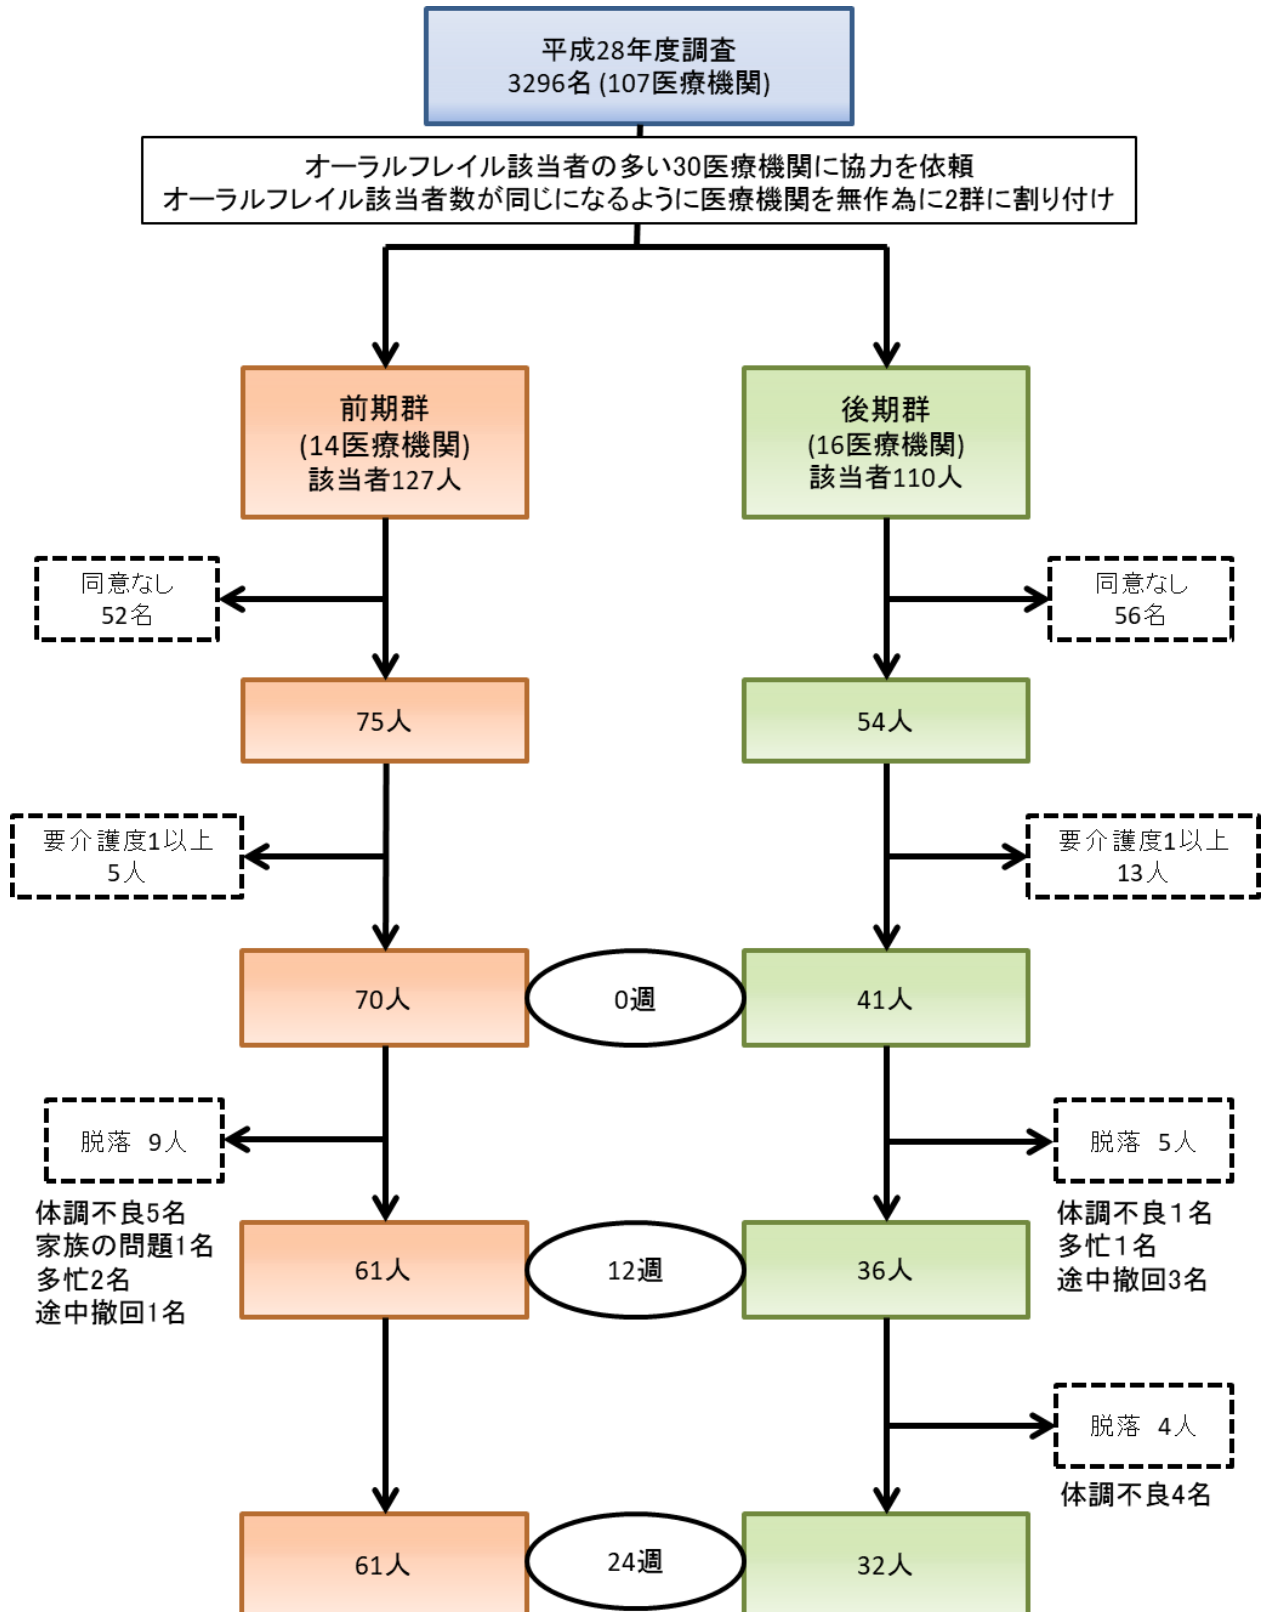 平成28年度調査
3296名 (107医療機関)
オーラルフレイル該当者の多い30医療機関に協力を依頼
オーラルフレイル該当者数が同じになるように医療機関を無作為に2群に割り付け
前期群
(14医療機関)
該当者127人
後期群
(16医療機関)
該当者110人
同意なし
52名
同意なし
56名
75人
54人
要介護度1以上
5人
要介護度1以上
13人
70人
0週
41人
脱落 9人
体調不良5名
家族の問題1名
多忙2名
途中撤回1名
脱落 5人
体調不良１名
多忙１名
途中撤回3名
61人
12週
36人
脱落 4人
体調不良4名
61人
24週
32人